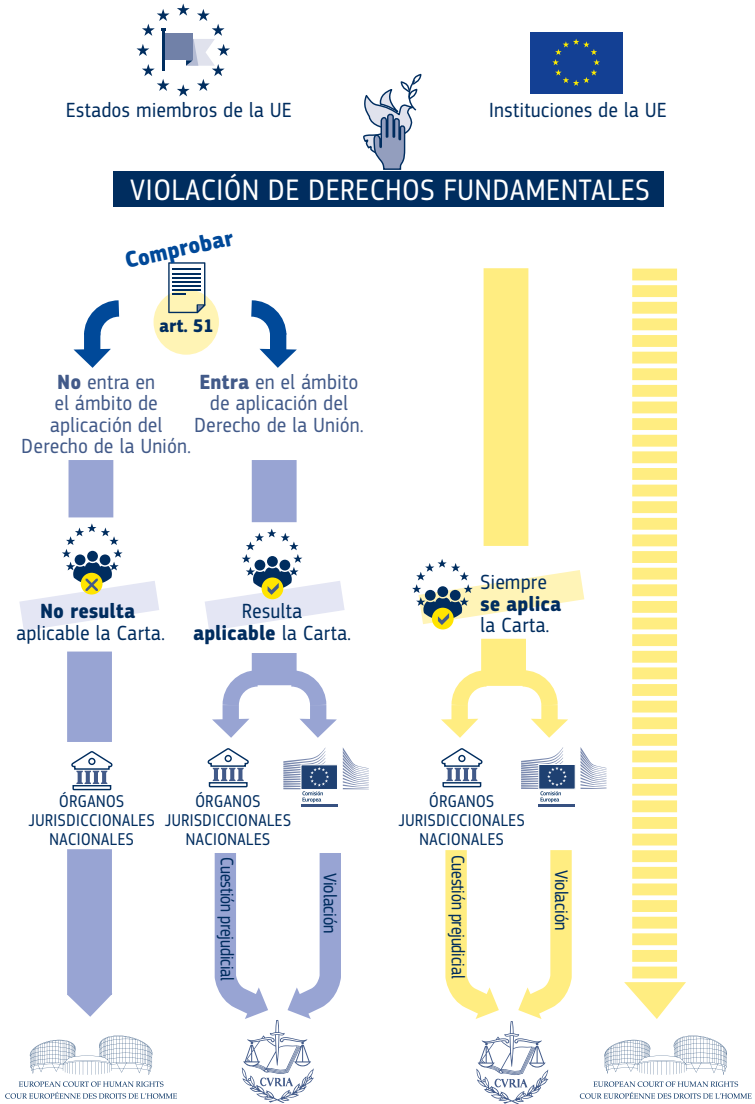 Estados miembros de la UE
Instituciones de la UE
VIOLACIÓN DE DERECHOS FUNDAMENTALES
Comprobar
art. 51
No entra en
el ámbito de
aplicación del
Derecho de la Unión.
Entra en el ámbito
de aplicación del
Derecho de la Unión.
No resulta
aplicable la Carta.
Resulta
aplicable la Carta.
Siempre
se aplica
la Carta.
ÓRGANOS
JURISDICCIONALES
NACIONALES
ÓRGANOS
JURISDICCIONALES
NACIONALES
Comisión
Europea
ÓRGANOS
JURISDICCIONALES
NACIONALES
Comisión
Europea
Cuestión prejudicial
Violación
Cuestión prejudicial
Violación
EUROPEAN COURT OF HUMAN RIGHTS
COUR EUROPÉENNE DES DROITS DE L'HOMME
CVRIA
CVRIA
EUROPEAN COURT OF HUMAN RIGHTS
COUR EUROPÉENNE DES DROITS DE L'HOMME